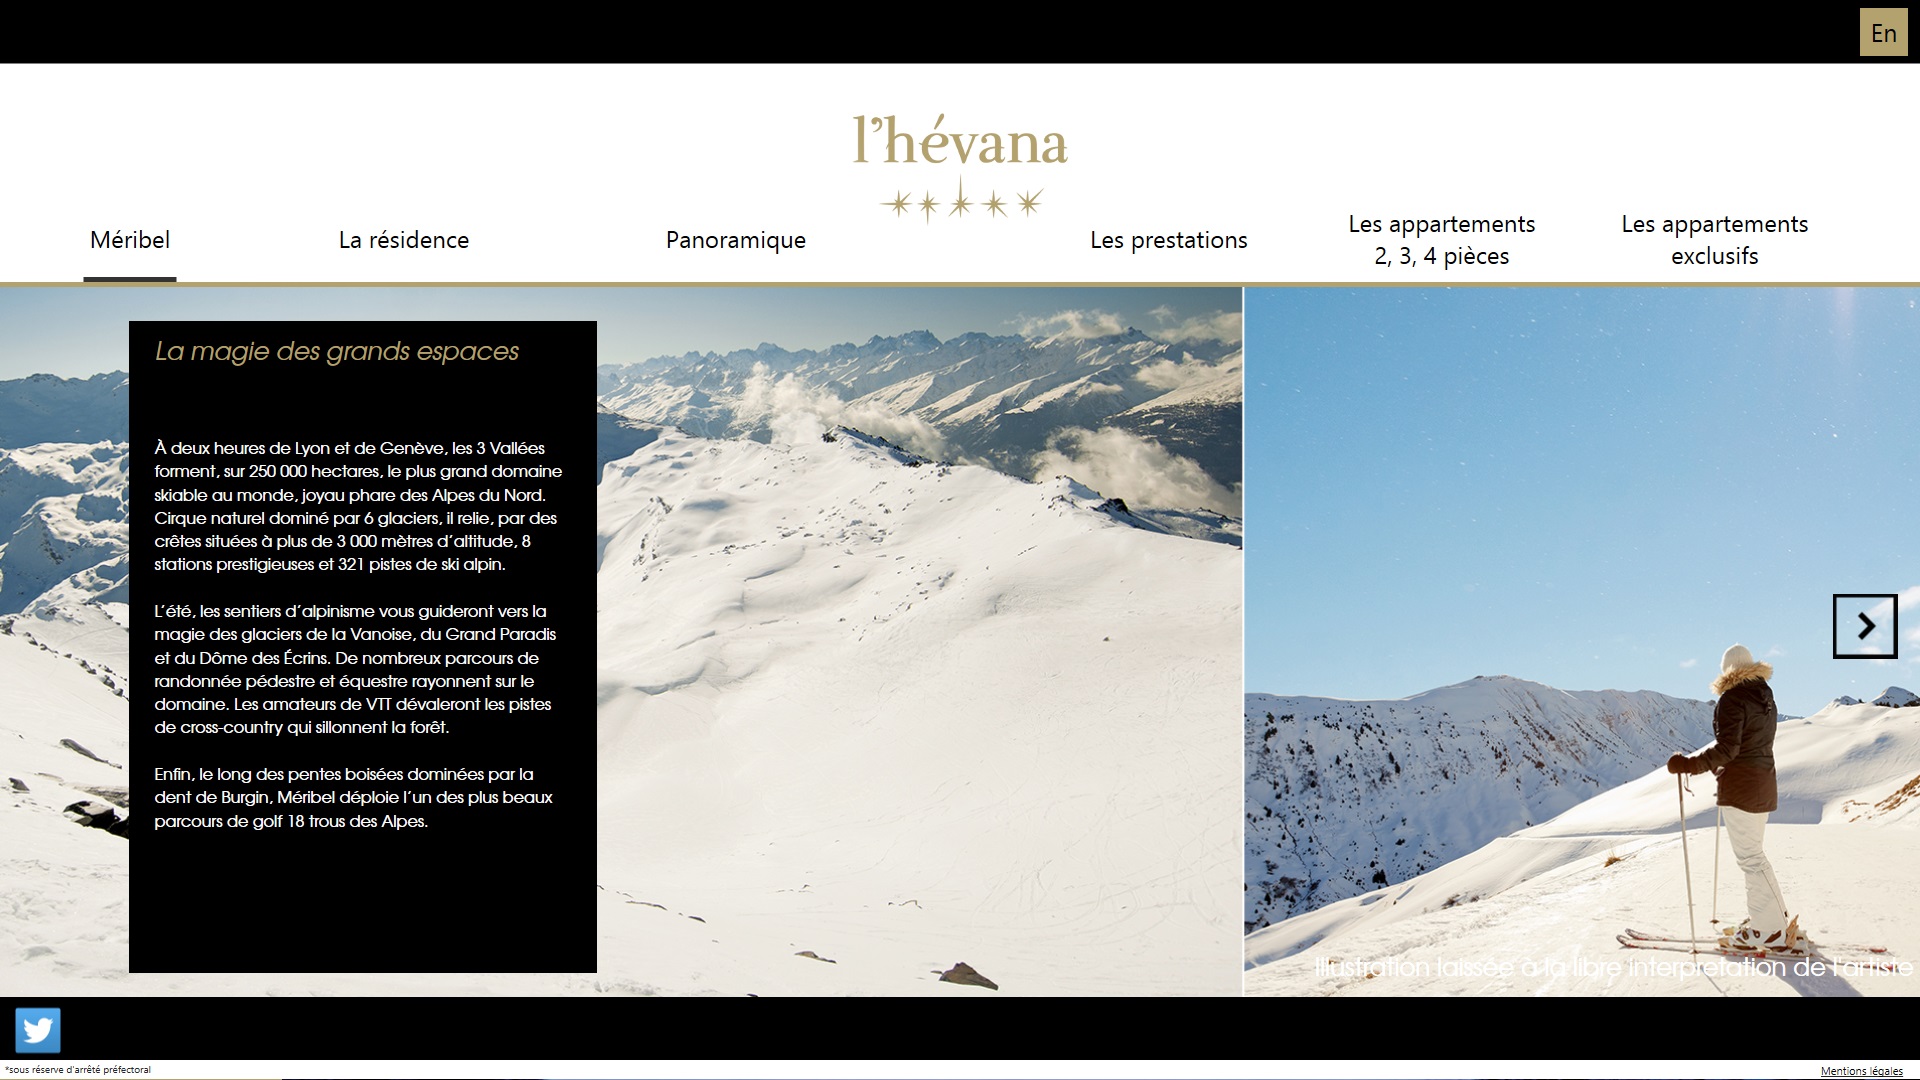 En
l'hévana
Méribel
La résidence
Panoramique
Les prestations
Les appartements
2, 3, 4 pièces
Les appartements
exclusifs
La magie des grands espaces
À deux heures de Lyon et de Genève, les 3 Vallées
forment, sur 250 000 hectares, le plus grand domaine
skiable au monde, joyau phare des Alpes du Nord.
Cirque naturel dominé par 6 glaciers, il relie, par des
crêtes situées à plus de 3 000 mètres d'altitude, 8
stations prestigieuses et 321 pistes de ski alpin.
L'été, les sentiers d'alpinisme vous guideront vers la
magie des glaciers de la Vanoise, du Grand Paradis
et du Dôme des Écrins. De nombreux parcours de
randonnée pédestre et équestre rayonnent sur le
domaine. Les amateurs de VTT dévaleront les pistes
de cross-country qui sillonnent la forêt.
Enfin, le long des pentes boisées dominées par la
dent de Burgin, Méribel déploie l'un des plus beaux
parcours de golf 18 trous des Alpes.
Illustration laissée à la libre interprétation de l'artiste
*sous réserve d'arrêté préfectoral
Mentions légales